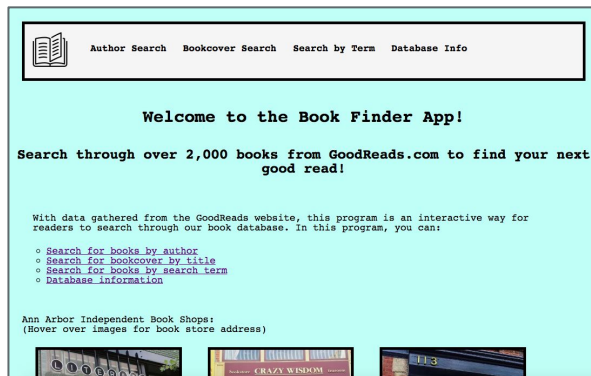 Author Search Bookcover Search Search by Term Database Info
Welcome to the Book Finder App!
Search through over 2,000 books from GoodReads.com to find your next
good read!
With data gathered from the GoodReads website, this program is an interactive way for
readers to search through our book database. In this program, you can:
Search for books by author
Search for bookcover by title
Search for books by search term
Database information
Ann Arbor Independent Book Shops:
(Hover over images for book store address)
LITERA
CRAZY WISDOM
113